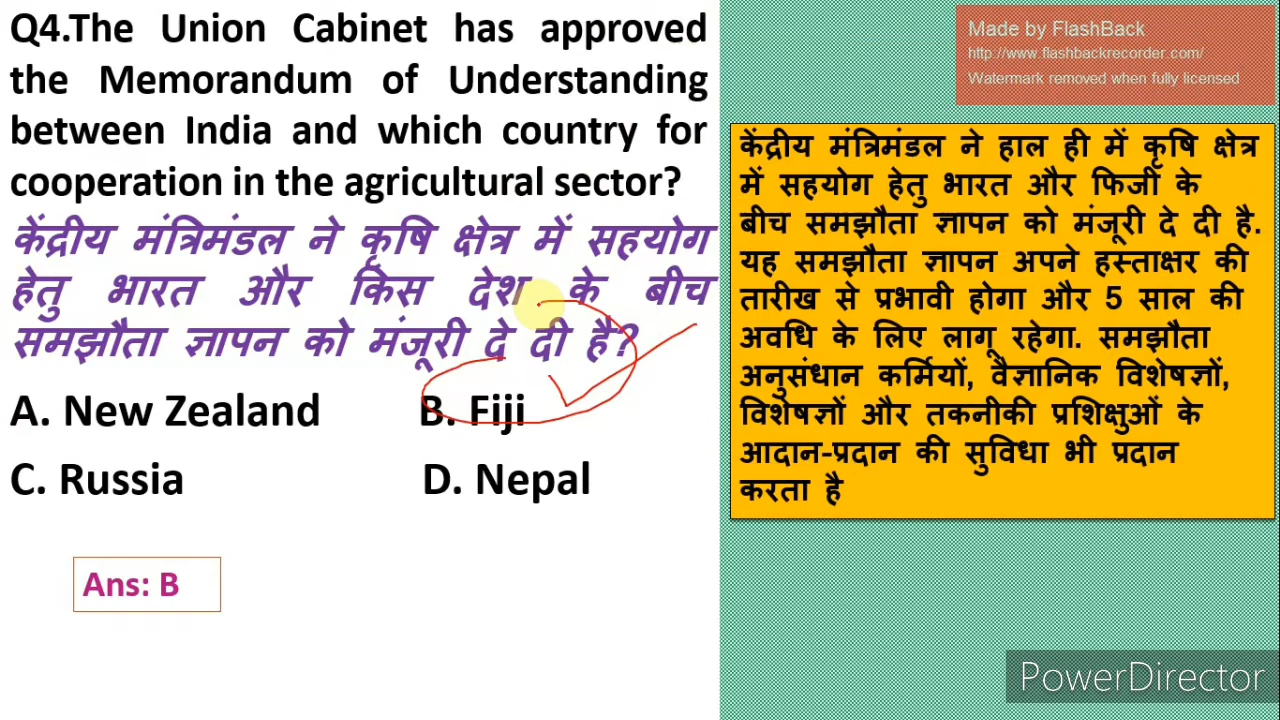 Q4.The Union Cabinet has approved
the Memorandum of Understanding
between India and which country for
cooperation in the agricultural sector?
केंद्रीय मंत्रिमंडल ने कृषि क्षेत्र में सहयोग
हेतु भारत और किस देश के बीच
समझौता ज्ञापन को मंजूरी दे दी है?
A. New Zealand B. Fiji
C. Russia D. Nepal
Ans: B
Made by FlashBack
http://www.flashbackrecorder.com/
Watermark removed when fully licensed
केंद्रीय मंत्रिमंडल ने हाल ही में कृषि क्षेत्र
में सहयोग हेतु भारत और फिजी के
बीच समझौता ज्ञापन को मंजूरी दे दी है.
यह समझौता ज्ञापन अपने हस्ताक्षर की
तारीख से प्रभावी होगा और 5 साल की
अवधि के लिए लागू रहेगा. समझौता
अनुसंधान कर्मियों, वैज्ञानिक विशेषज्ञों,
विशेषज्ञों और तकनीकी प्रशिक्षुओं के
आदान-प्रदान की सुविधा भी प्रदान
करता है
PowerDirector